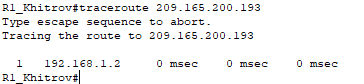 R1_Khitrov#traceroute 209.165.200.193
Type escape sequence to abort.
Tracing the route to 209.165.200.193
1 192.168.1.2 0 msec 0 msec 0 msec
R1_Khitrov#